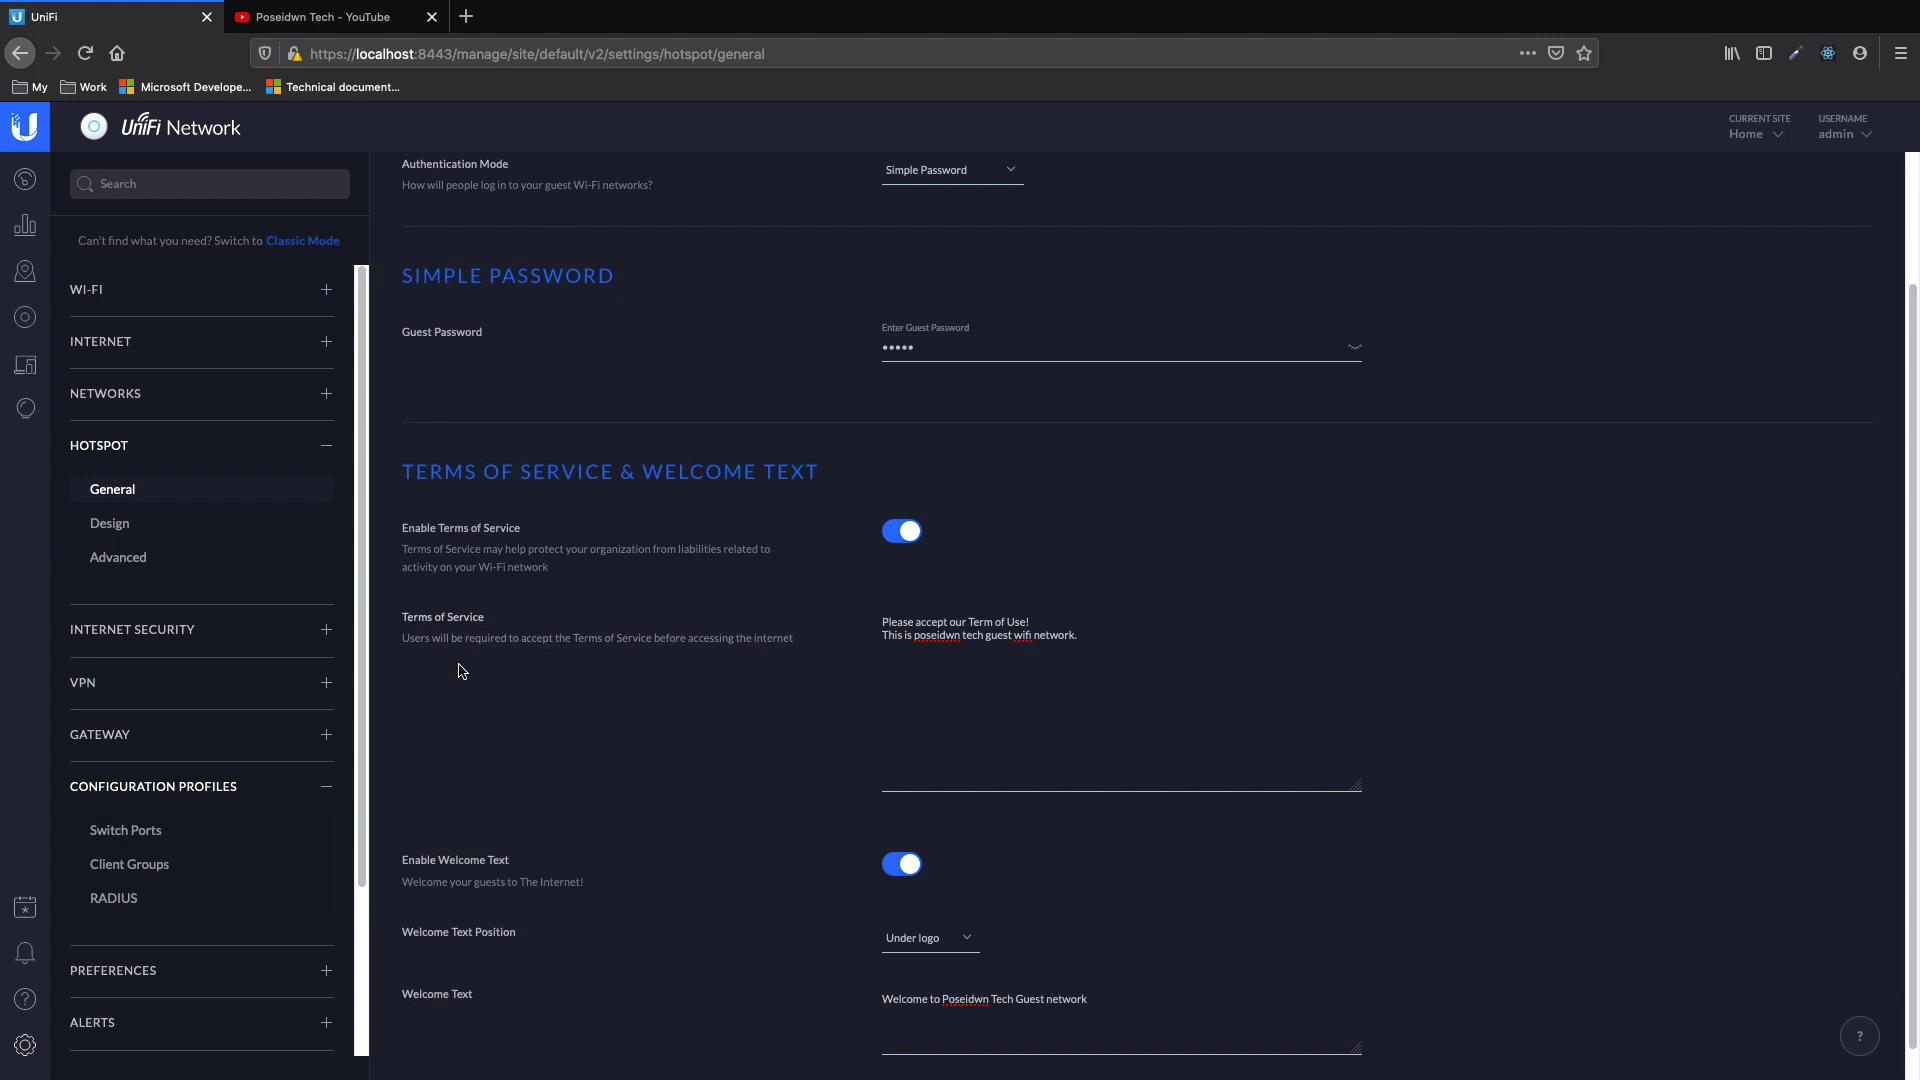 UniFi
Poseidwn Tech - YouTube
https://localhost:8443/manage/site/default/v2/settings/hotspot/general
My
Work
Microsoft Develope...
Technical document...
UniFi Network
CURRENT SITE
Home
USERNAME
admin
Search
Can't find what you need? Switch to Classic Mode
WI-FI
INTERNET
NETWORKS
HOTSPOT
General
Design
Advanced
INTERNET SECURITY
VPN
GATEWAY
CONFIGURATION PROFILES
Switch Ports
Client Groups
RADIUS
PREFERENCES
ALERTS
Authentication Mode
How will people log in to your guest Wi-Fi networks?
Simple Password
SIMPLE PASSWORD
Guest Password
Enter Guest Password
•••••
TERMS OF SERVICE & WELCOME TEXT
Enable Terms of Service
Terms of Service may help protect your organization from liabilities related to
activity on your Wi-Fi network
Terms of Service
Users will be required to accept the Terms of Service before accessing the internet
Please accept our Term of Use!
This is poseidwn tech guest wifi network.
Enable Welcome Text
Welcome your guests to The Internet!
Welcome Text Position
Under logo
Welcome Text
Welcome to Poseidwn Tech Guest network
?